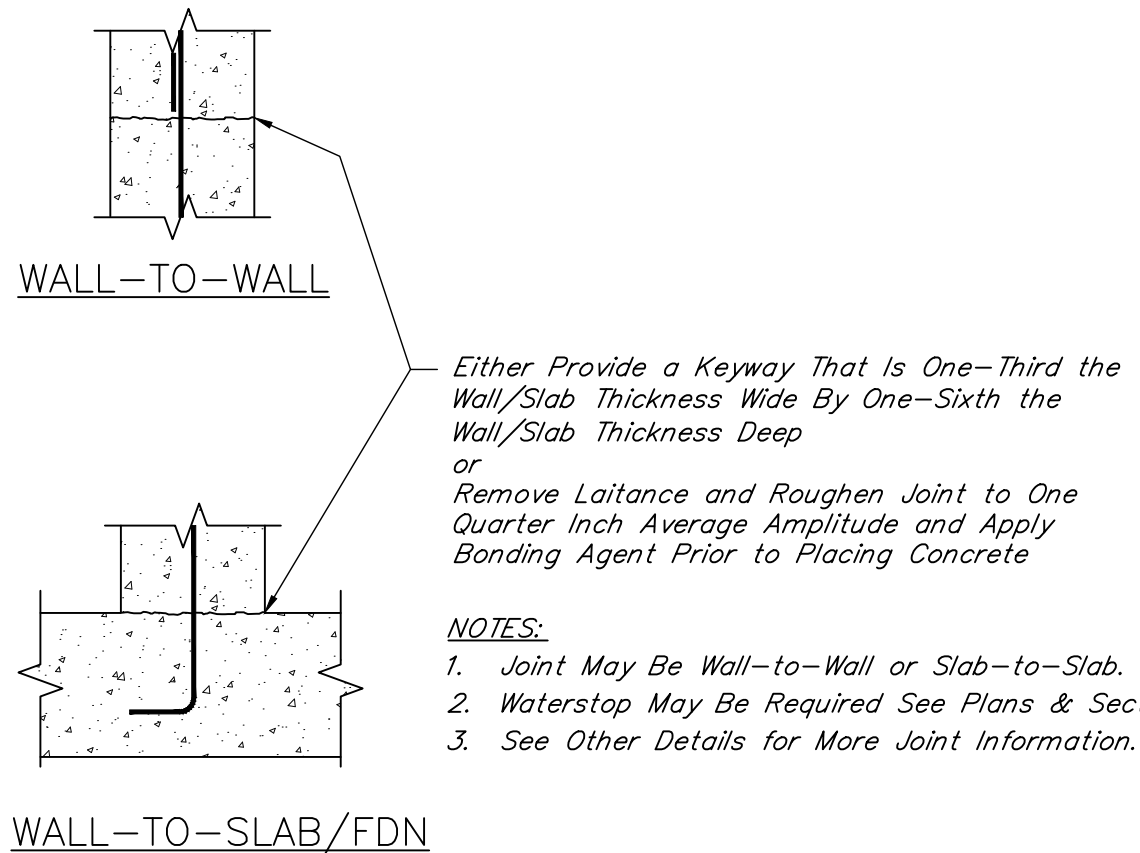 WALL-TO-WALL
Either Provide a Keyway That Is One-Third the
Wall/Slab Thickness Wide By One-Sixth the
Wall/Slab Thickness Deep
or
Remove Laitance and Roughen Joint to One
Quarter Inch Average Amplitude and Apply
Bonding Agent Prior to Placing Concrete
NOTES:
1. Joint May Be Wall-to-Wall or Slab-to-Slab.
2. Waterstop May Be Required See Plans & Sec
3. See Other Details for More Joint Information.
WALL-TO-SLAB/FDN